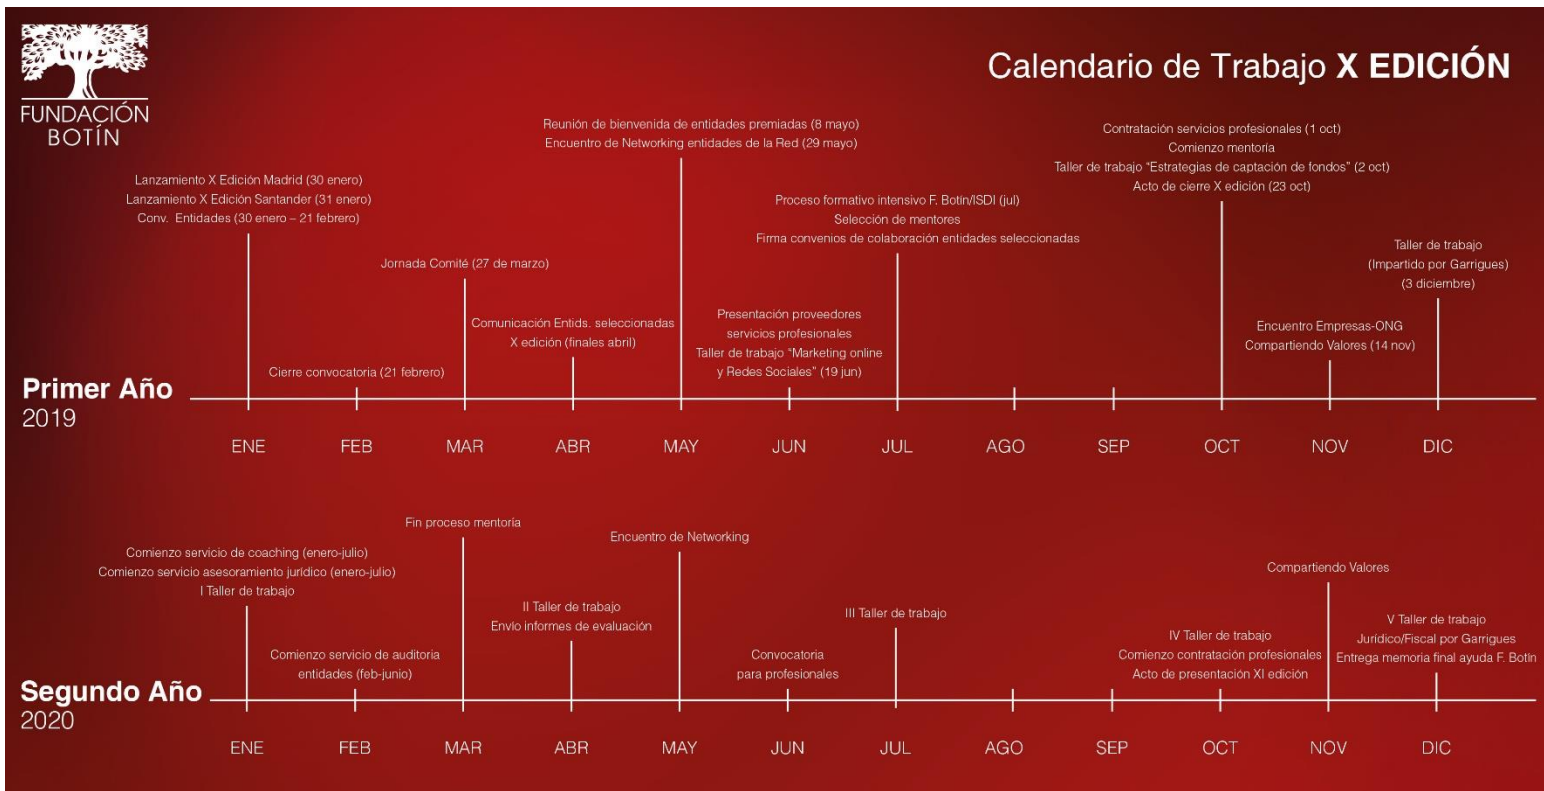 FUNDACIÓN
BOTÍN
Calendario de Trabajo X EDICIÓN
Lanzamiento X Edición Madrid (30 enero)
Lanzamiento X Edición Santander (31 enero)
Conv. Entidades (30 enero – 21 febrero)
Cierre convocatoria (21 febrero)
Jornada Comité (27 de marzo)
Comunicación Entids. seleccionadas
X edición (finales abril)
Reunión de bienvenida de entidades premiadas (8 mayo)
Encuentro de Networking entidades de la Red (29 mayo)
Presentación proveedores
servicios profesionales
Taller de trabajo “Marketing online
y Redes Sociales” (19 jun)
Proceso formativo intensivo F. Botín/ISDI (jul)
Selección de mentores
Firma convenios de colaboración entidades seleccionadas
Contratación servicios profesionales (1 oct)
Comienzo mentoría
Taller de trabajo “Estrategias de captación de fondos” (2 oct)
Acto de cierre X edición (23 oct)
Encuentro Empresas-ONG
Compartiendo Valores (14 nov)
Taller de trabajo
(Impartido por Garrigues)
(3 diciembre)
Primer Año
2019
ENE FEB MAR ABR MAY JUN JUL AGO SEP OCT NOV DIC
Comienzo servicio de coaching (enero-julio)
Comienzo servicio asesoramiento jurídico (enero-julio)
I Taller de trabajo
Comienzo servicio de auditoria
entidades (feb-junio)
Fin proceso mentoría
II Taller de trabajo
Envío informes de evaluación
Encuentro de Networking
Convocatoria
para profesionales
III Taller de trabajo
IV Taller de trabajo
Comienzo contratación profesionales
Acto de presentación XI edición
Compartiendo Valores
V Taller de trabajo
Jurídico/Fiscal por Garrigues
Entrega memoria final ayuda F. Botín
Segundo Año
2020
ENE FEB MAR ABR MAY JUN JUL AGO SEP OCT NOV DIC